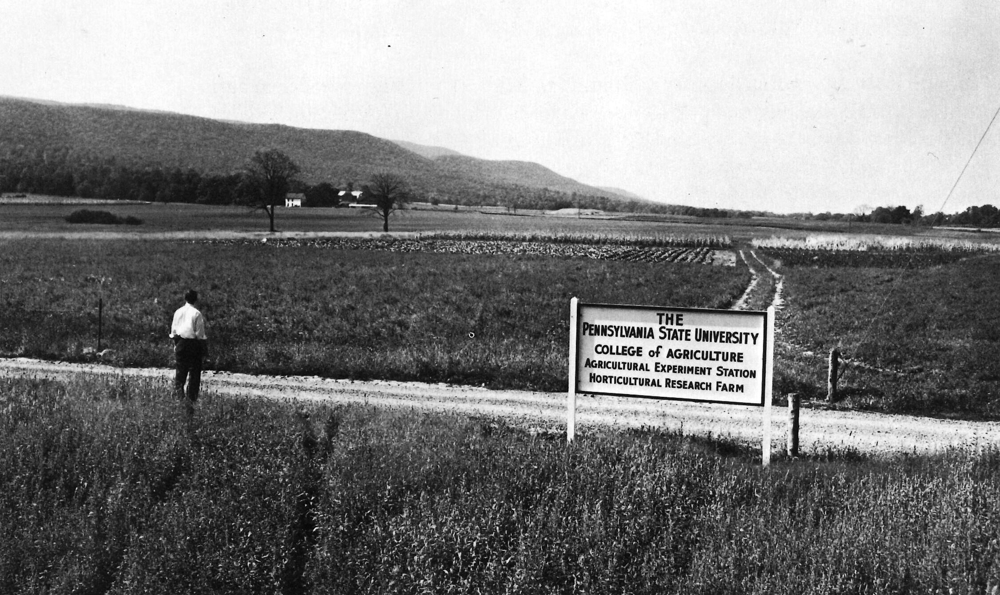 THE
PENNSYLVANIA STATE UNIVERSITY
COLLEGE of AGRICULTURE
AGRICULTURAL EXPERIMENT STATION
HORTICULTURAL RESEARCH FARM